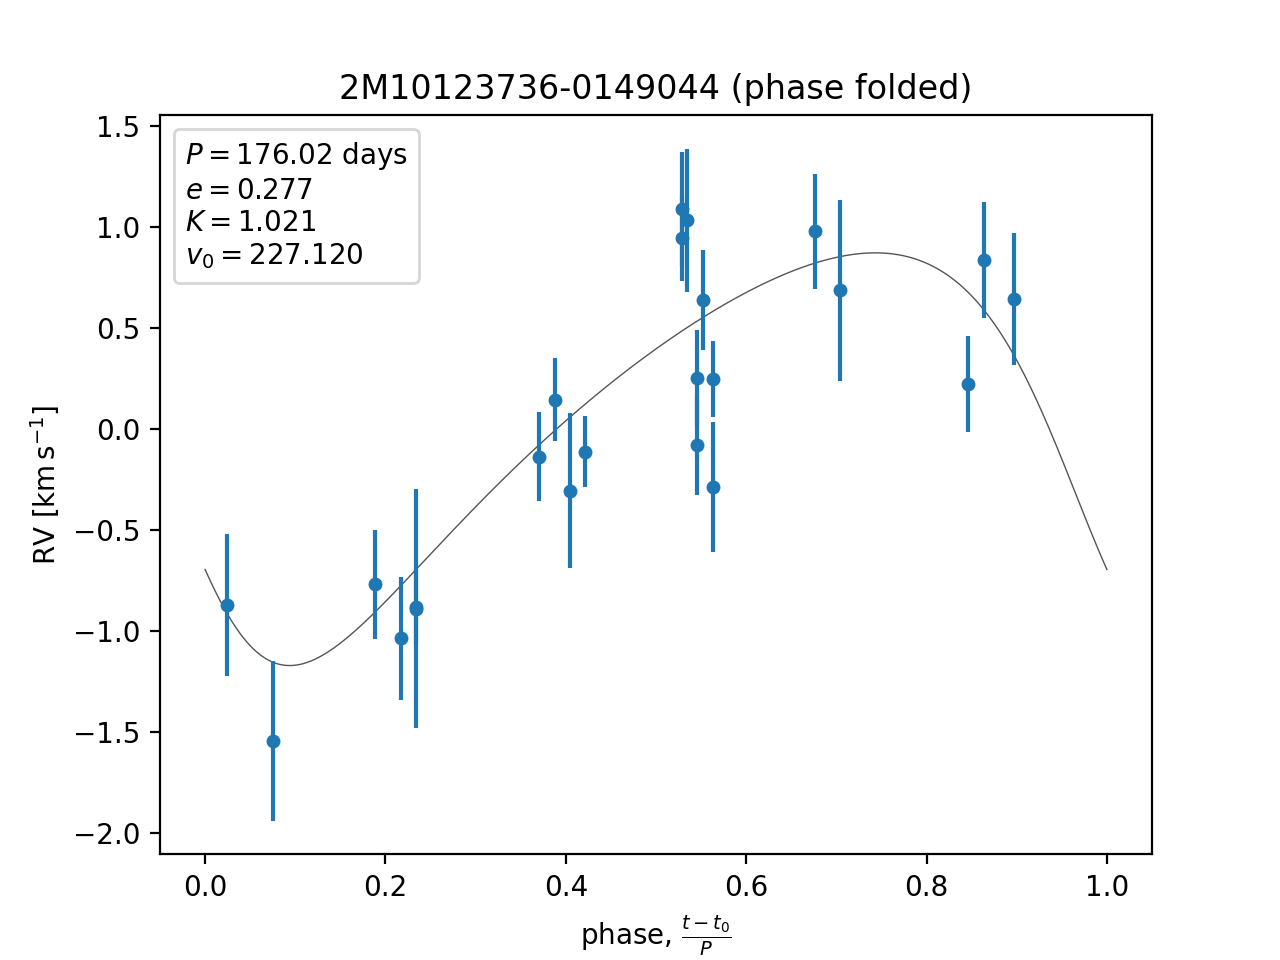 2M10123736-0149044 (phase folded)
P = 176.02 days
e = 0.277
K = 1.021
v₀ = 227.120
1.5
1.0
0.5
0.0
−0.5
−1.0
−1.5
−2.0
RV [km s⁻¹]
0.0 0.2 0.4 0.6 0.8 1.0
phase, (t − t₀)/P